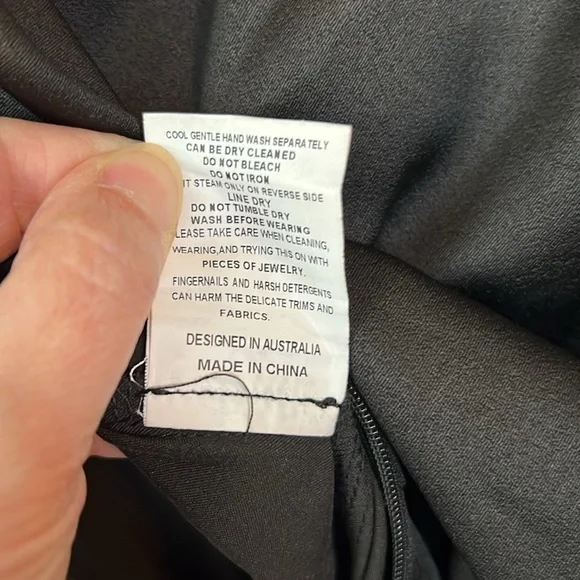 COOL GENTLE HAND WASH SEPARATELY
CAN BE DRY CLEANED
DO NOT BLEACH
DO NOT IRON
STEAM ONLY ON REVERSE SIDE
LINE DRY
DO NOT TUMBLE DRY
WASH BEFORE WEARING
PLEASE TAKE CARE WHEN CLEANING,
WEARING,AND TRYING THIS ON WITH
PIECES OF JEWELRY.
FINGERNAILS AND HARSH DETERGENTS
CAN HARM THE DELICATE TRIMS AND
FABRICS.
DESIGNED IN AUSTRALIA
MADE IN CHINA